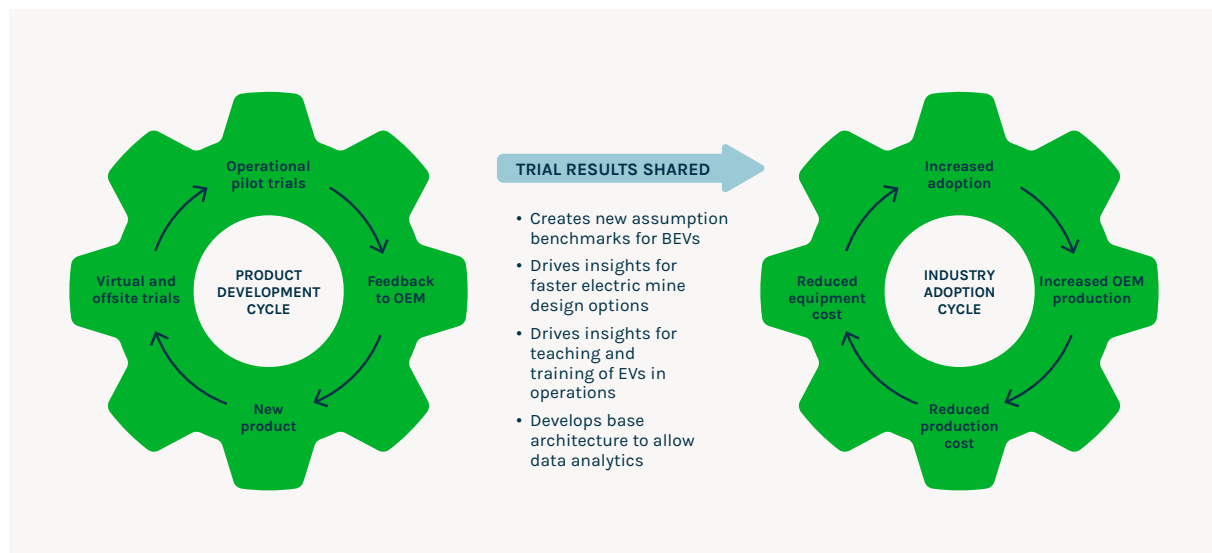 Operational
pilot trials
Virtual and
offsite trials
PRODUCT
DEVELOPMENT
CYCLE
Feedback
to OEM
New
product
TRIAL RESULTS SHARED
• Creates new assumption
benchmarks for BEVs
• Drives insights for
faster electric mine
design options
• Drives insights for
teaching and
training of EVs in
operations
• Develops base
architecture to allow
data analytics
Increased
adoption
Reduced
equipment
cost
INDUSTRY
ADOPTION
CYCLE
Increased OEM
production
Reduced
production
cost